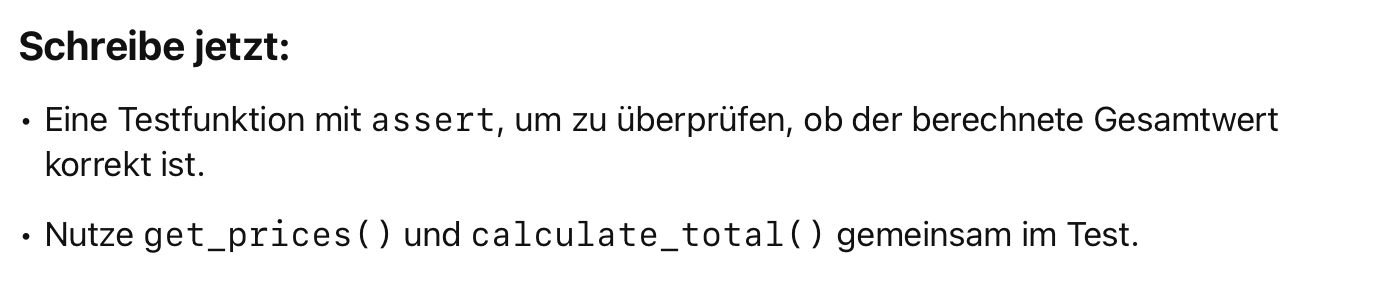 Schreibe jetzt:
• Eine Testfunktion mit assert, um zu überprüfen, ob der berechnete Gesamtwert
korrekt ist.
• Nutze get_prices() und calculate_total() gemeinsam im Test.